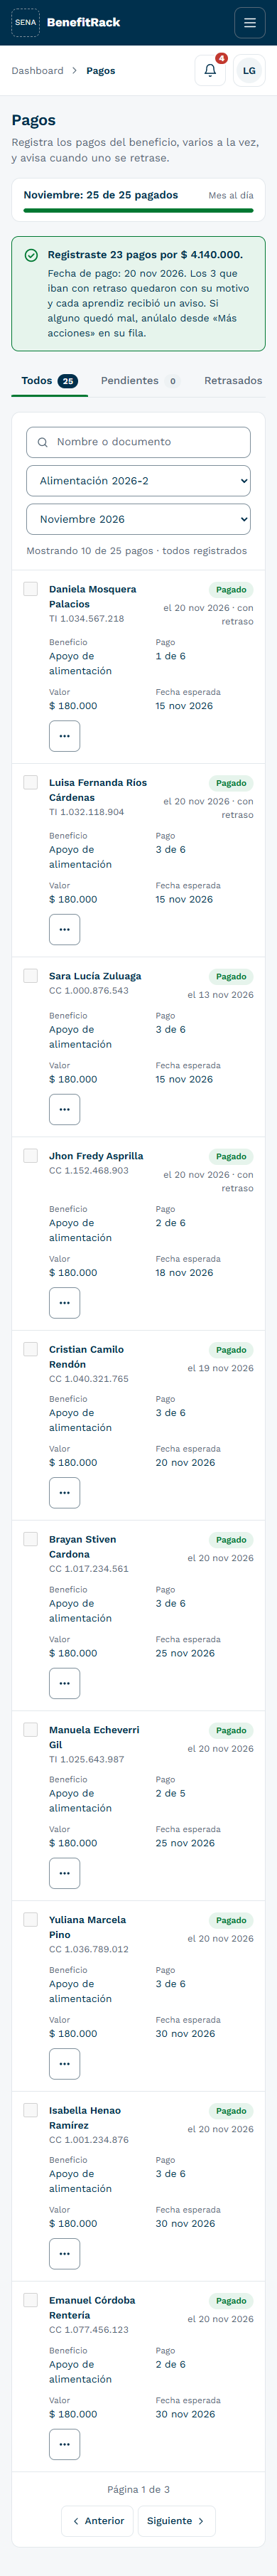 SENA BenefitRack
Dashboard > Pagos
4
LG
Pagos
Registra los pagos del beneficio, varios a la vez,
y avisa cuando uno se retrase.
Noviembre: 25 de 25 pagados Mes al día
Registraste 23 pagos por $ 4.140.000.
Fecha de pago: 20 nov 2026. Los 3 que
iban con retraso quedaron con su motivo
y cada aprendiz recibió un aviso. Si
alguno quedó mal, anúlalo desde «Más
acciones» en su fila.
Todos 25 Pendientes 0 Retrasados
Nombre o documento
Alimentación 2026-2
Noviembre 2026
Mostrando 10 de 25 pagos · todos registrados
Daniela Mosquera
Palacios
TI 1.034.567.218
Pagado
el 20 nov 2026 · con
retraso
Beneficio Pago
Apoyo de
alimentación
1 de 6
Valor Fecha esperada
$ 180.000 15 nov 2026
Luisa Fernanda Ríos
Cárdenas
TI 1.032.118.904
Pagado
el 20 nov 2026 · con
retraso
Beneficio Pago
Apoyo de
alimentación
3 de 6
Valor Fecha esperada
$ 180.000 15 nov 2026
Sara Lucía Zuluaga
CC 1.000.876.543
Pagado
el 13 nov 2026
Beneficio Pago
Apoyo de
alimentación
3 de 6
Valor Fecha esperada
$ 180.000 15 nov 2026
Jhon Fredy Asprilla
CC 1.152.468.903
Pagado
el 20 nov 2026 · con
retraso
Beneficio Pago
Apoyo de
alimentación
2 de 6
Valor Fecha esperada
$ 180.000 18 nov 2026
Cristian Camilo
Rendón
CC 1.040.321.765
Pagado
el 19 nov 2026
Beneficio Pago
Apoyo de
alimentación
3 de 6
Valor Fecha esperada
$ 180.000 20 nov 2026
Brayan Stiven
Cardona
CC 1.017.234.561
Pagado
el 20 nov 2026
Beneficio Pago
Apoyo de
alimentación
3 de 6
Valor Fecha esperada
$ 180.000 25 nov 2026
Manuela Echeverri
Gil
TI 1.025.643.987
Pagado
el 20 nov 2026
Beneficio Pago
Apoyo de
alimentación
2 de 5
Valor Fecha esperada
$ 180.000 25 nov 2026
Yuliana Marcela
Pino
CC 1.036.789.012
Pagado
el 20 nov 2026
Beneficio Pago
Apoyo de
alimentación
3 de 6
Valor Fecha esperada
$ 180.000 30 nov 2026
Isabella Henao
Ramírez
CC 1.001.234.876
Pagado
el 20 nov 2026
Beneficio Pago
Apoyo de
alimentación
3 de 6
Valor Fecha esperada
$ 180.000 30 nov 2026
Emanuel Córdoba
Rentería
CC 1.077.456.123
Pagado
el 20 nov 2026
Beneficio Pago
Apoyo de
alimentación
2 de 6
Valor Fecha esperada
$ 180.000 30 nov 2026
Página 1 de 3
Anterior Siguiente